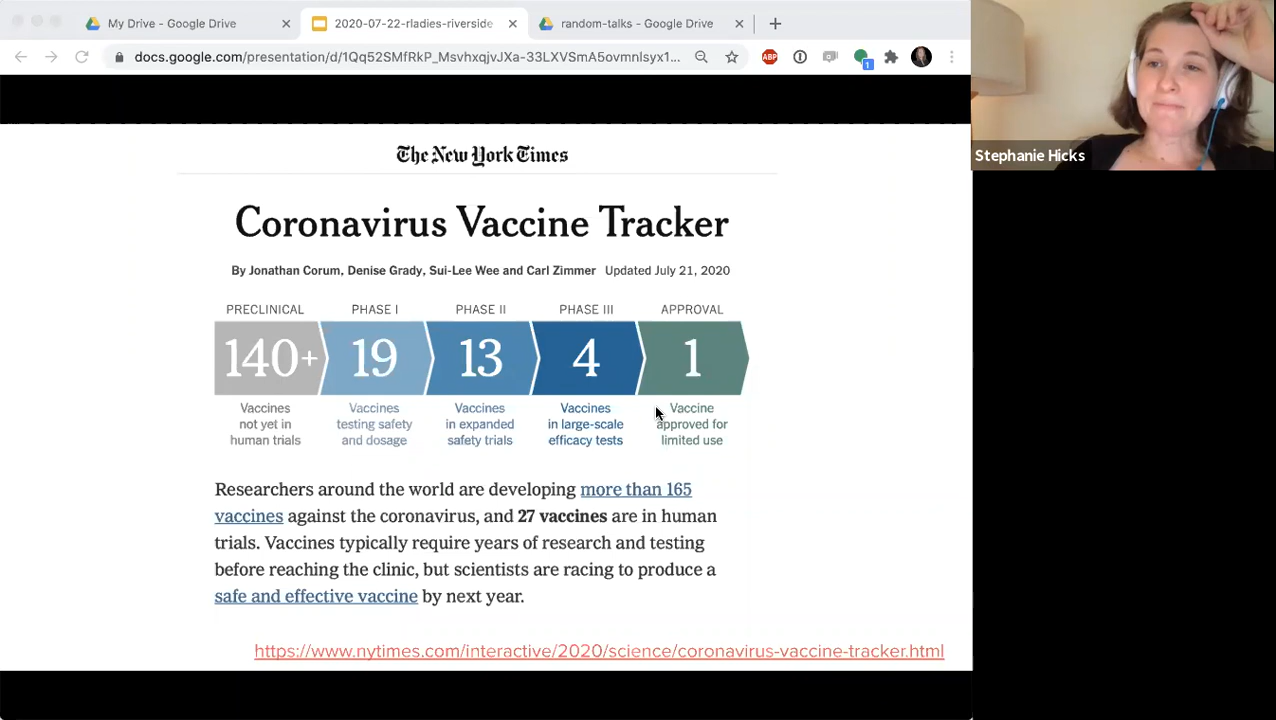 My Drive - Google Drive
2020-07-22-rladies-riverside
random-talks - Google Drive
docs.google.com/presentation/d/1Qq52SMfRkP_MsvhxqjvJXa-33LXVSmA5ovmnlsyx1...
ABP
1
Stephanie Hicks
The New York Times
Coronavirus Vaccine Tracker
By Jonathan Corum, Denise Grady, Sui-Lee Wee and Carl Zimmer Updated July 21, 2020
PRECLINICAL PHASE I PHASE II PHASE III APPROVAL
140+ 19 13 4 1
Vaccines Vaccines Vaccines Vaccines Vaccine
not yet in testing safety in expanded in large-scale approved for
human trials and dosage safety trials efficacy tests limited use
Researchers around the world are developing more than 165
vaccines against the coronavirus, and 27 vaccines are in human
trials. Vaccines typically require years of research and testing
before reaching the clinic, but scientists are racing to produce a
safe and effective vaccine by next year.
https://www.nytimes.com/interactive/2020/science/coronavirus-vaccine-tracker.html